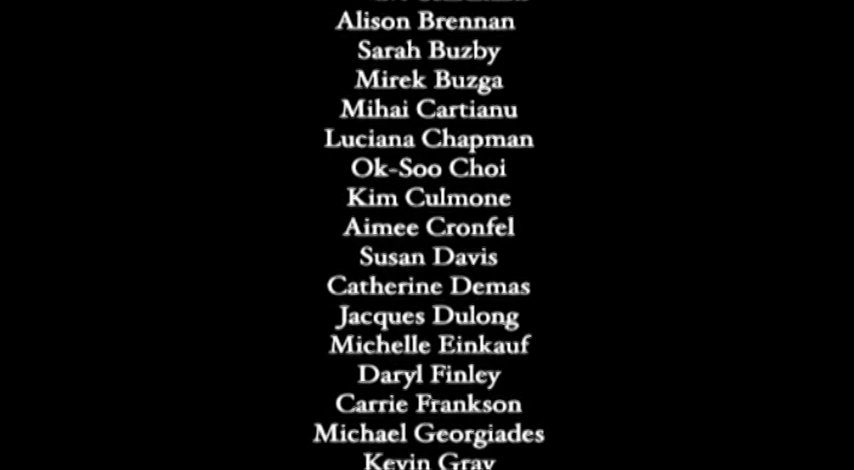 Alison Brennan
Sarah Buzby
Mirek Buzga
Mihai Cartianu
Luciana Chapman
Ok-Soo Choi
Kim Culmone
Aimee Cronfel
Susan Davis
Catherine Demas
Jacques Dulong
Michelle Einkauf
Daryl Finley
Carrie Frankson
Michael Georgiades
Kevin Gray